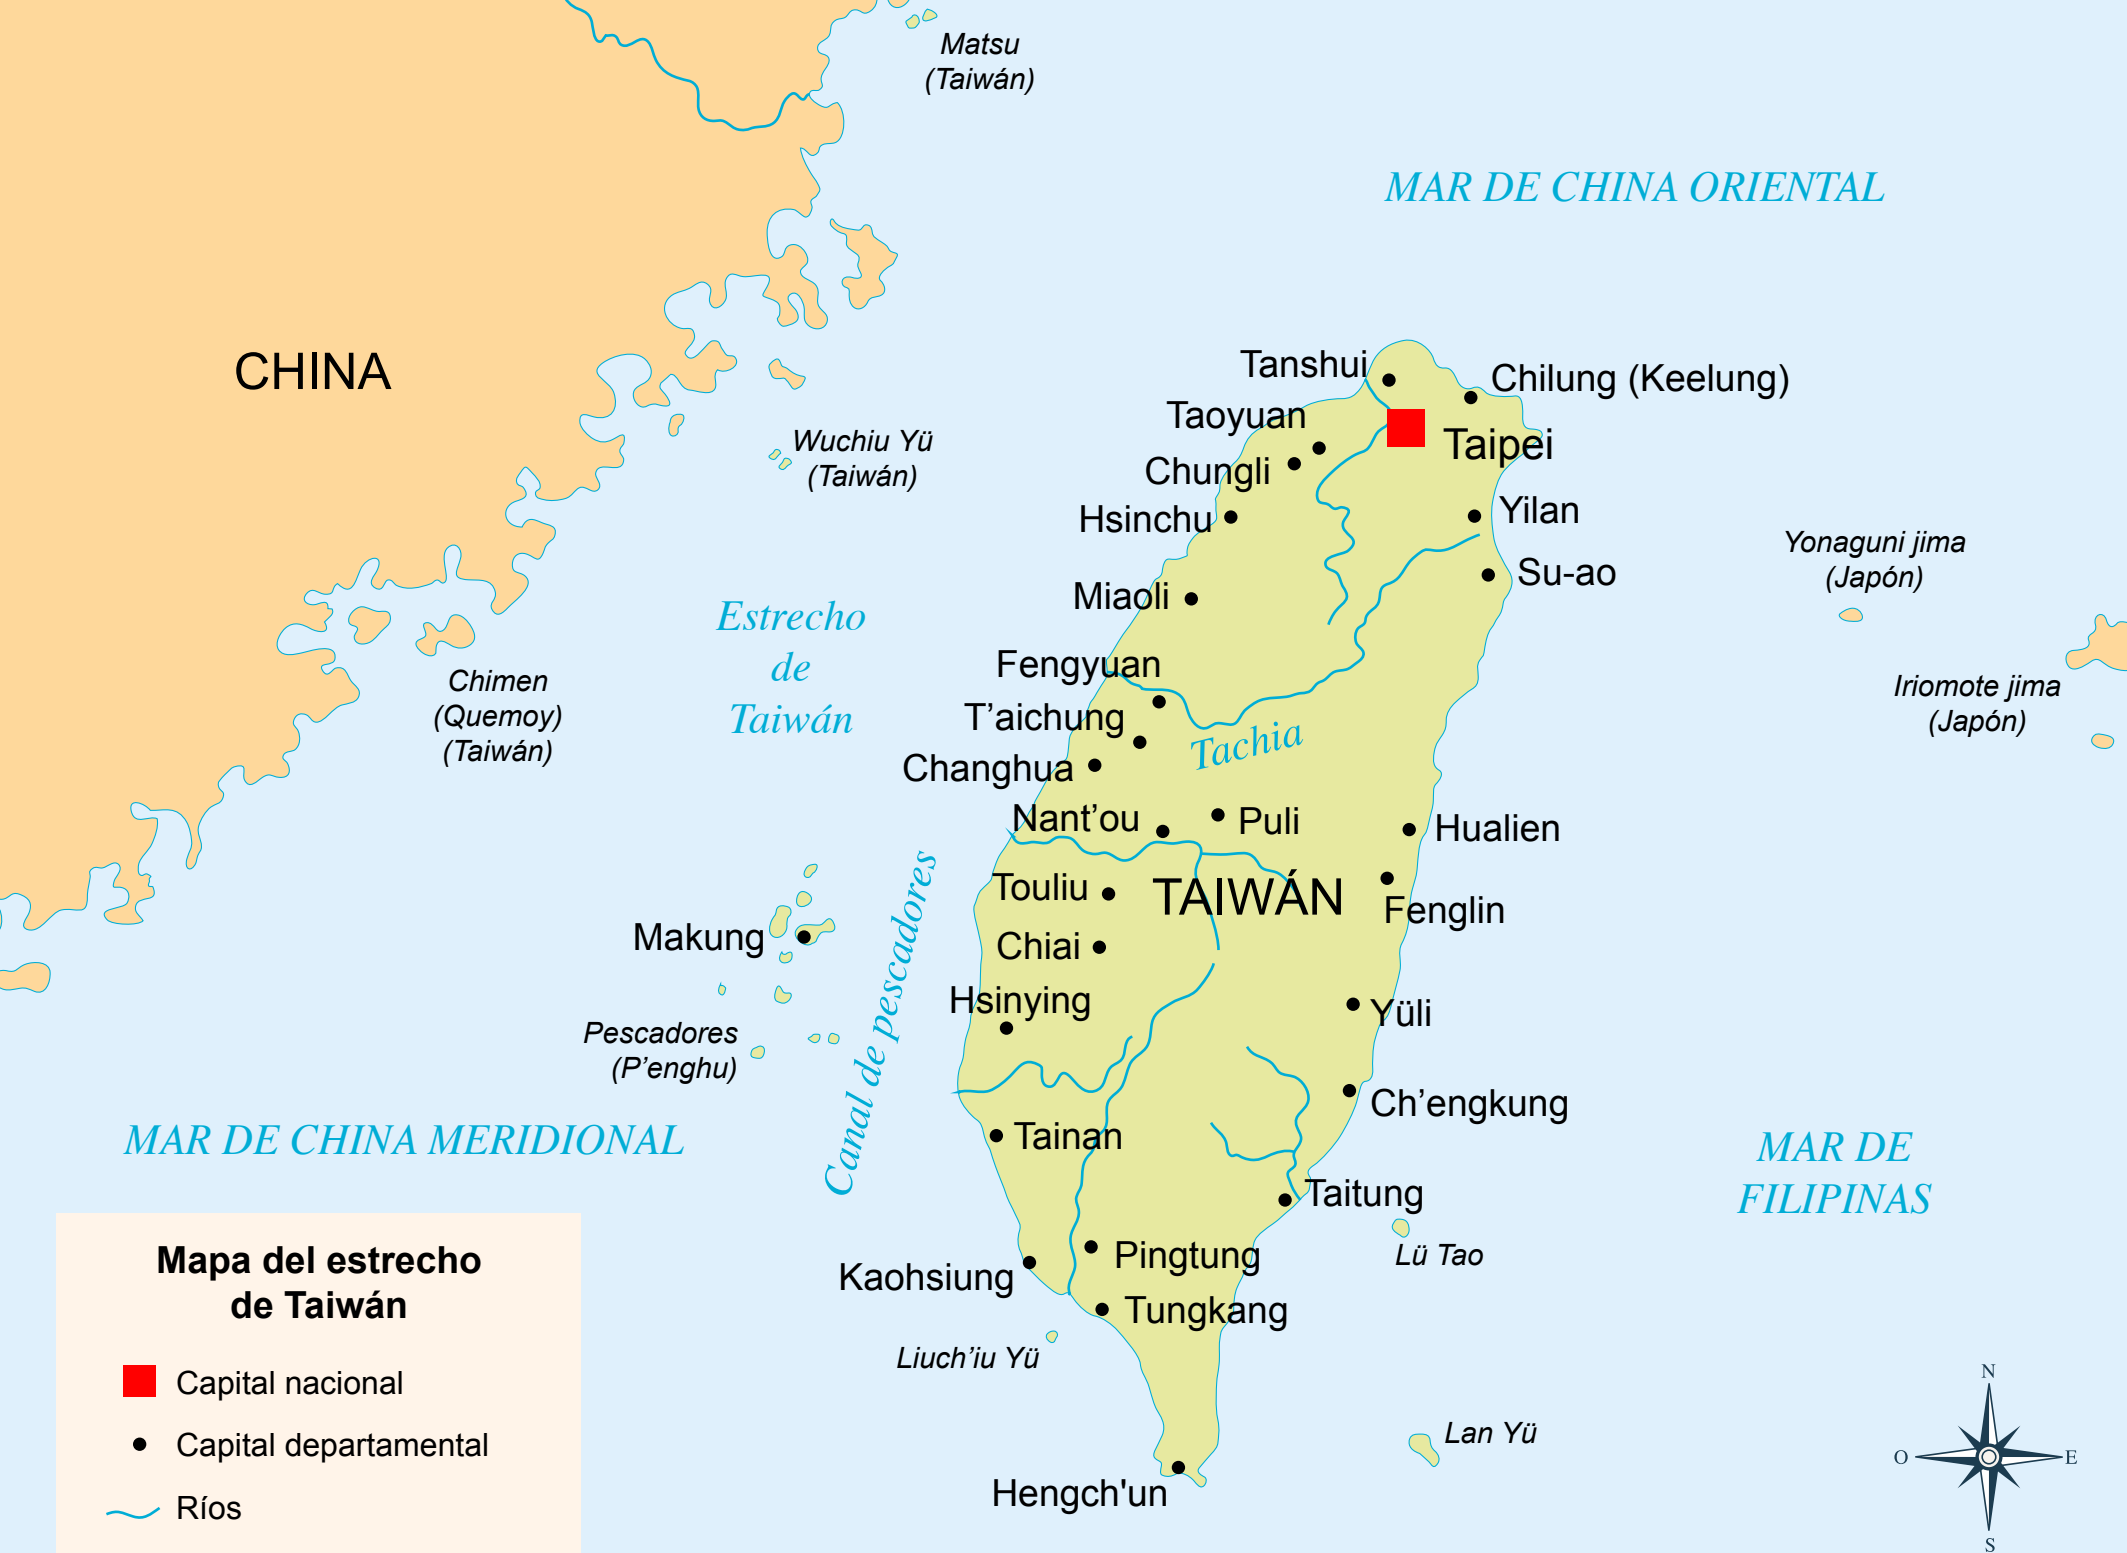 Matsu
(Taiwán)
MAR DE CHINA ORIENTAL
CHINA
Tanshui
Chilung (Keelung)
Taoyuan
Taipei
Wuchiu Yü
(Taiwán)
Chungli
Hsinchu
Yilan
Yonaguni jima
(Japón)
Su-ao
Miaoli
Estrecho
de
Taiwán
Fengyuan
Chimen
(Quemoy)
(Taiwán)
Iriomote jima
(Japón)
T’aichung
Tachia
Changhua
Nant’ou
Puli
Hualien
Touliu
TAIWÁN
Fenglin
Makung
Chiai
Canal de pescadores
Hsinying
Yüli
Pescadores
(P’enghu)
Ch’engkung
MAR DE CHINA MERIDIONAL
Tainan
MAR DE
FILIPINAS
Taitung
Lü Tao
Pingtung
Kaohsiung
Tungkang
Liuch’iu Yü
Lan Yü
Hengch'un
Mapa del estrecho
de Taiwán
Capital nacional
Capital departamental
Ríos
N
O
E
S